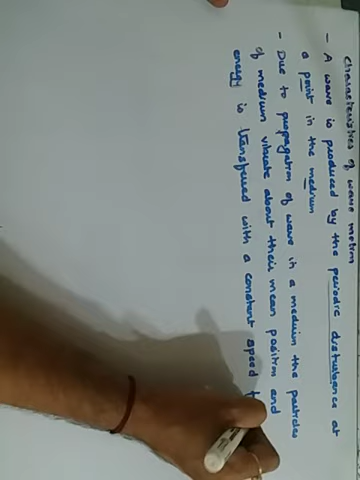 Characteristics of wave motion
- A wave is produced by the periodic disturbance at
a point in the medium
- Due to propagation of wave in a medium the particles
of medium vibrate about their mean position and
energy is transferred with a constant speed f